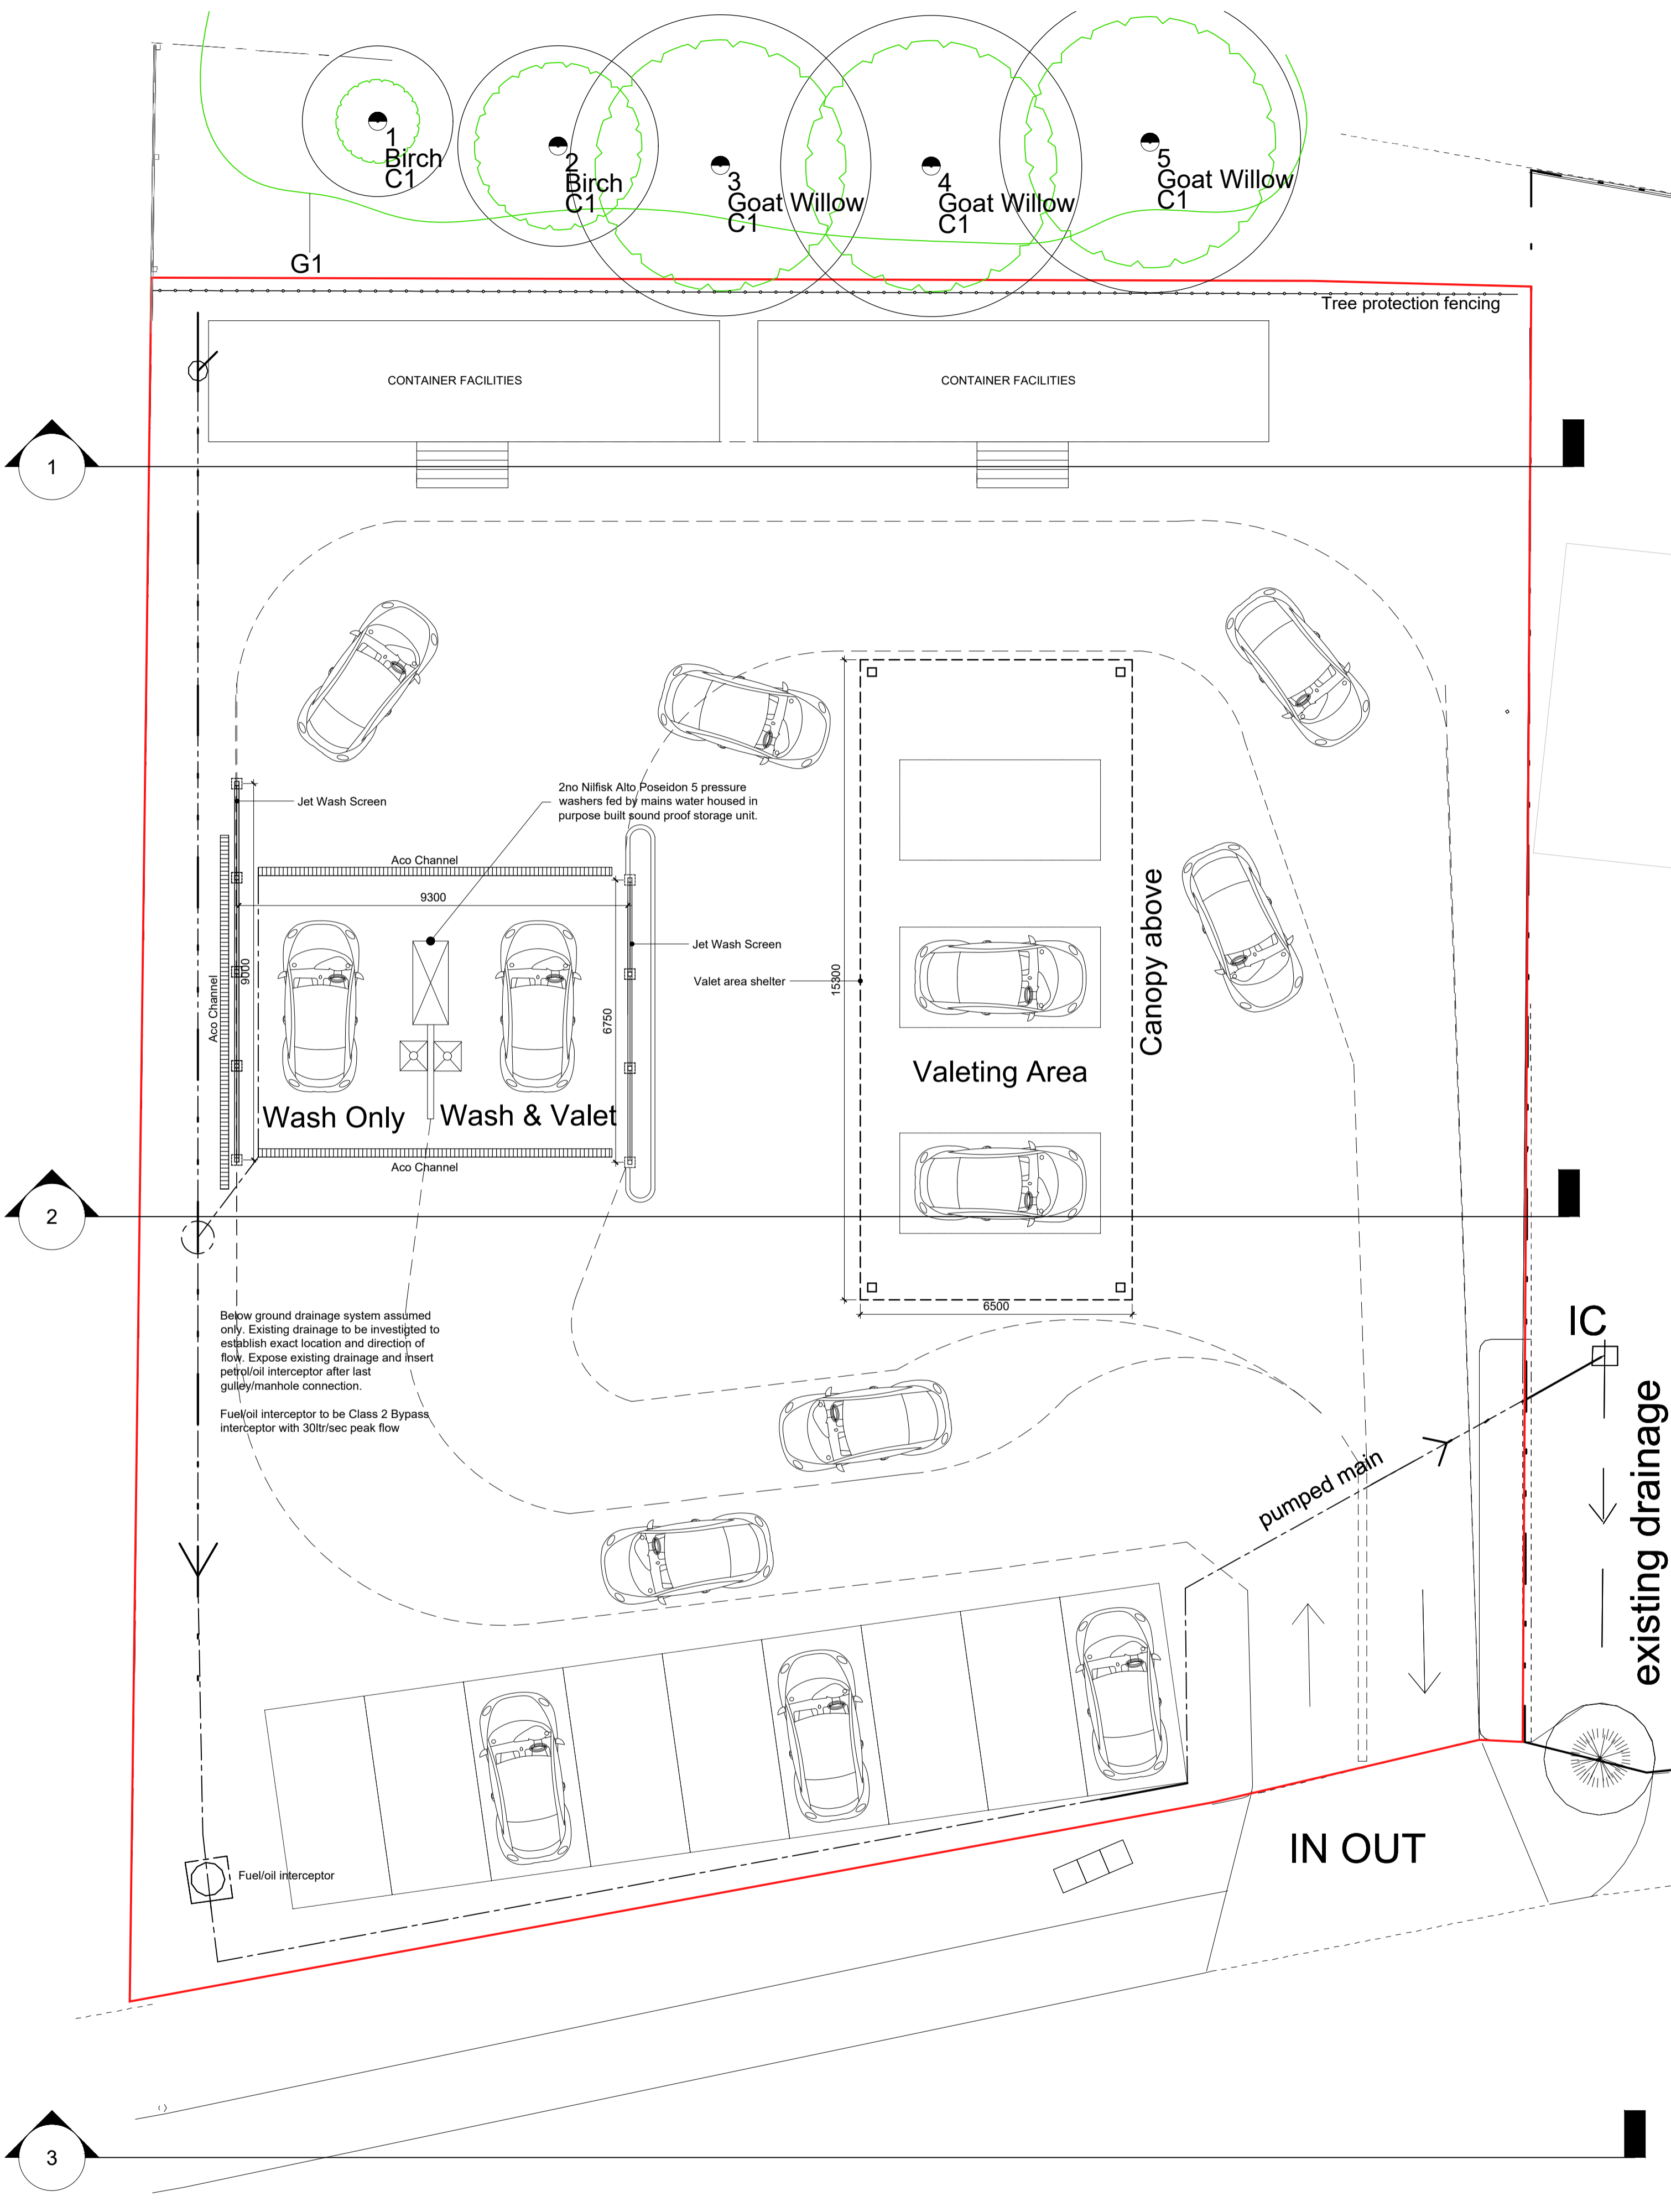 1
Birch
C1
2
Birch
C1
3
Goat Willow
C1
4
Goat Willow
C1
5
Goat Willow
C1
G1
Tree protection fencing
CONTAINER FACILITIES
CONTAINER FACILITIES
1
2no Nilfisk Alto Poseidon 5 pressure
washers fed by mains water housed in
purpose built sound proof storage unit.
Jet Wash Screen
Aco Channel
9300
Jet Wash Screen
Valet area shelter
Aco Channel
9000
6750
15300
Canopy above
Valeting Area
Wash Only
Wash & Valet
Aco Channel
2
6500
Below ground drainage system assumed
only. Existing drainage to be investigted to
establish exact location and direction of
flow. Expose existing drainage and insert
petrol/oil interceptor after last
gulley/manhole connection.
Fuel/oil interceptor to be Class 2 Bypass
interceptor with 30ltr/sec peak flow
IC
existing drainage
pumped main
IN OUT
Fuel/oil interceptor
3